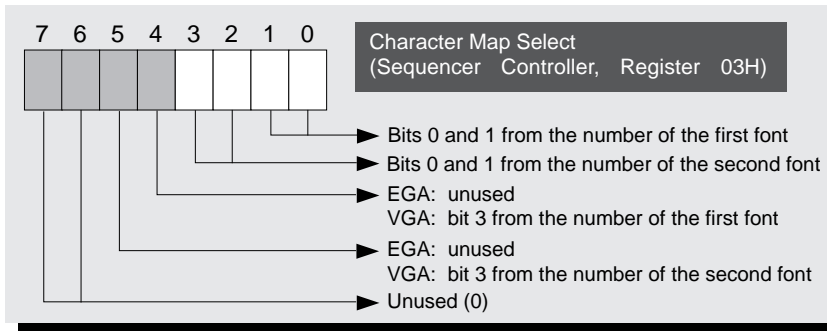 7 6 5 4 3 2 1 0
Character Map Select
(Sequencer Controller, Register 03H)
Bits 0 and 1 from the number of the first font
Bits 0 and 1 from the number of the second font
EGA: unused
VGA: bit 3 from the number of the first font
EGA: unused
VGA: bit 3 from the number of the second font
Unused (0)